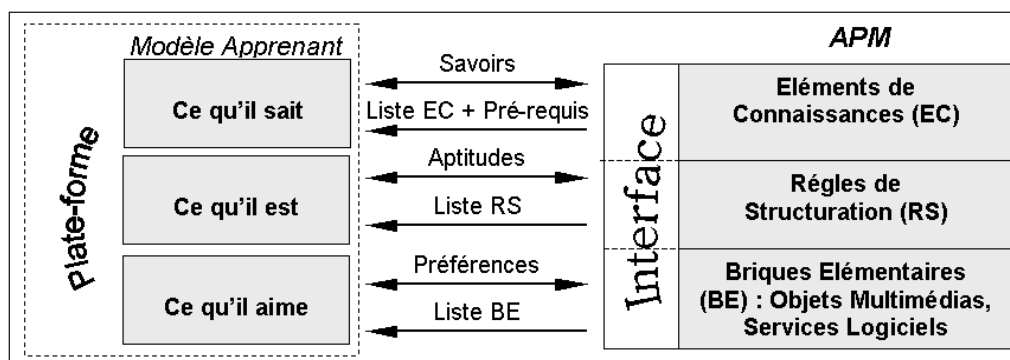 Modèle Apprenant
Plate-forme
Ce qu'il sait
Ce qu'il est
Ce qu'il aime
Savoirs
Liste EC + Pré-requis
Aptitudes
Liste RS
Préférences
Liste BE
Interface
APM
Eléments de
Connaissances (EC)
Régles de
Structuration (RS)
Briques Elémentaires
(BE) : Objets Multimédias,
Services Logiciels